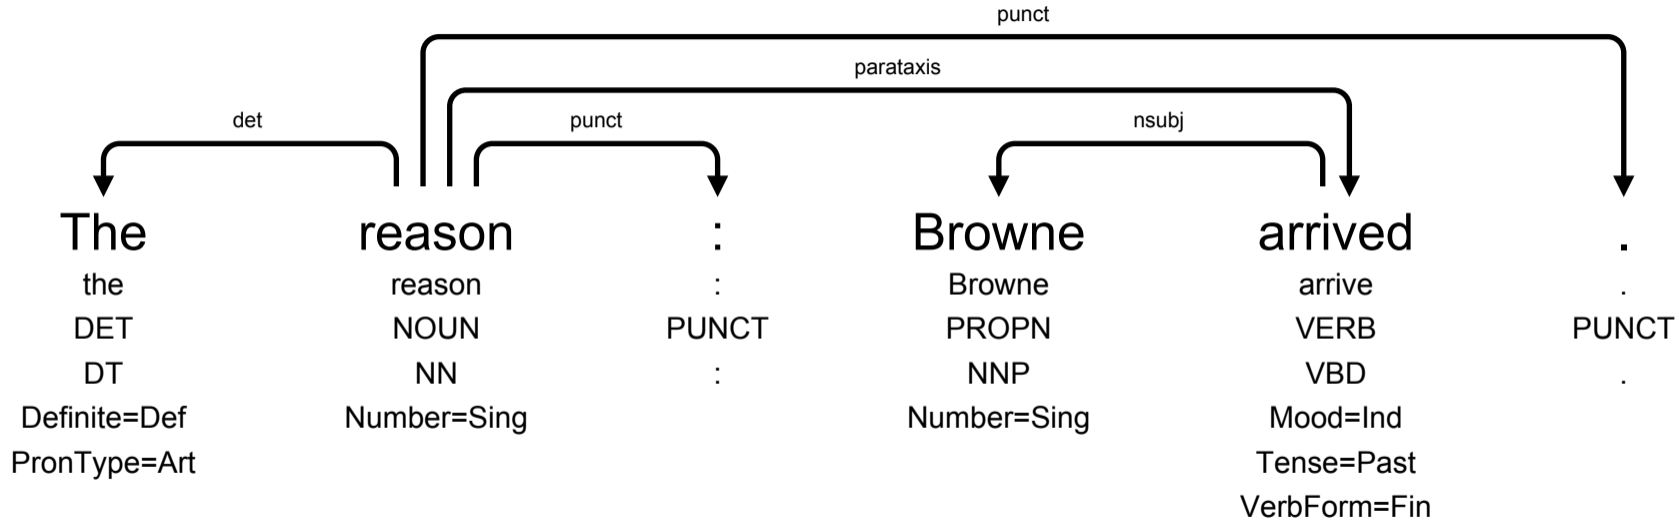 punct
parataxis
det punct nsubj
The reason : Browne arrived .
the reason : Browne arrive .
DET NOUN PUNCT PROPN VERB PUNCT
DT NN : NNP VBD .
Definite=Def Number=Sing Number=Sing Mood=Ind
PronType=Art Tense=Past
VerbForm=Fin